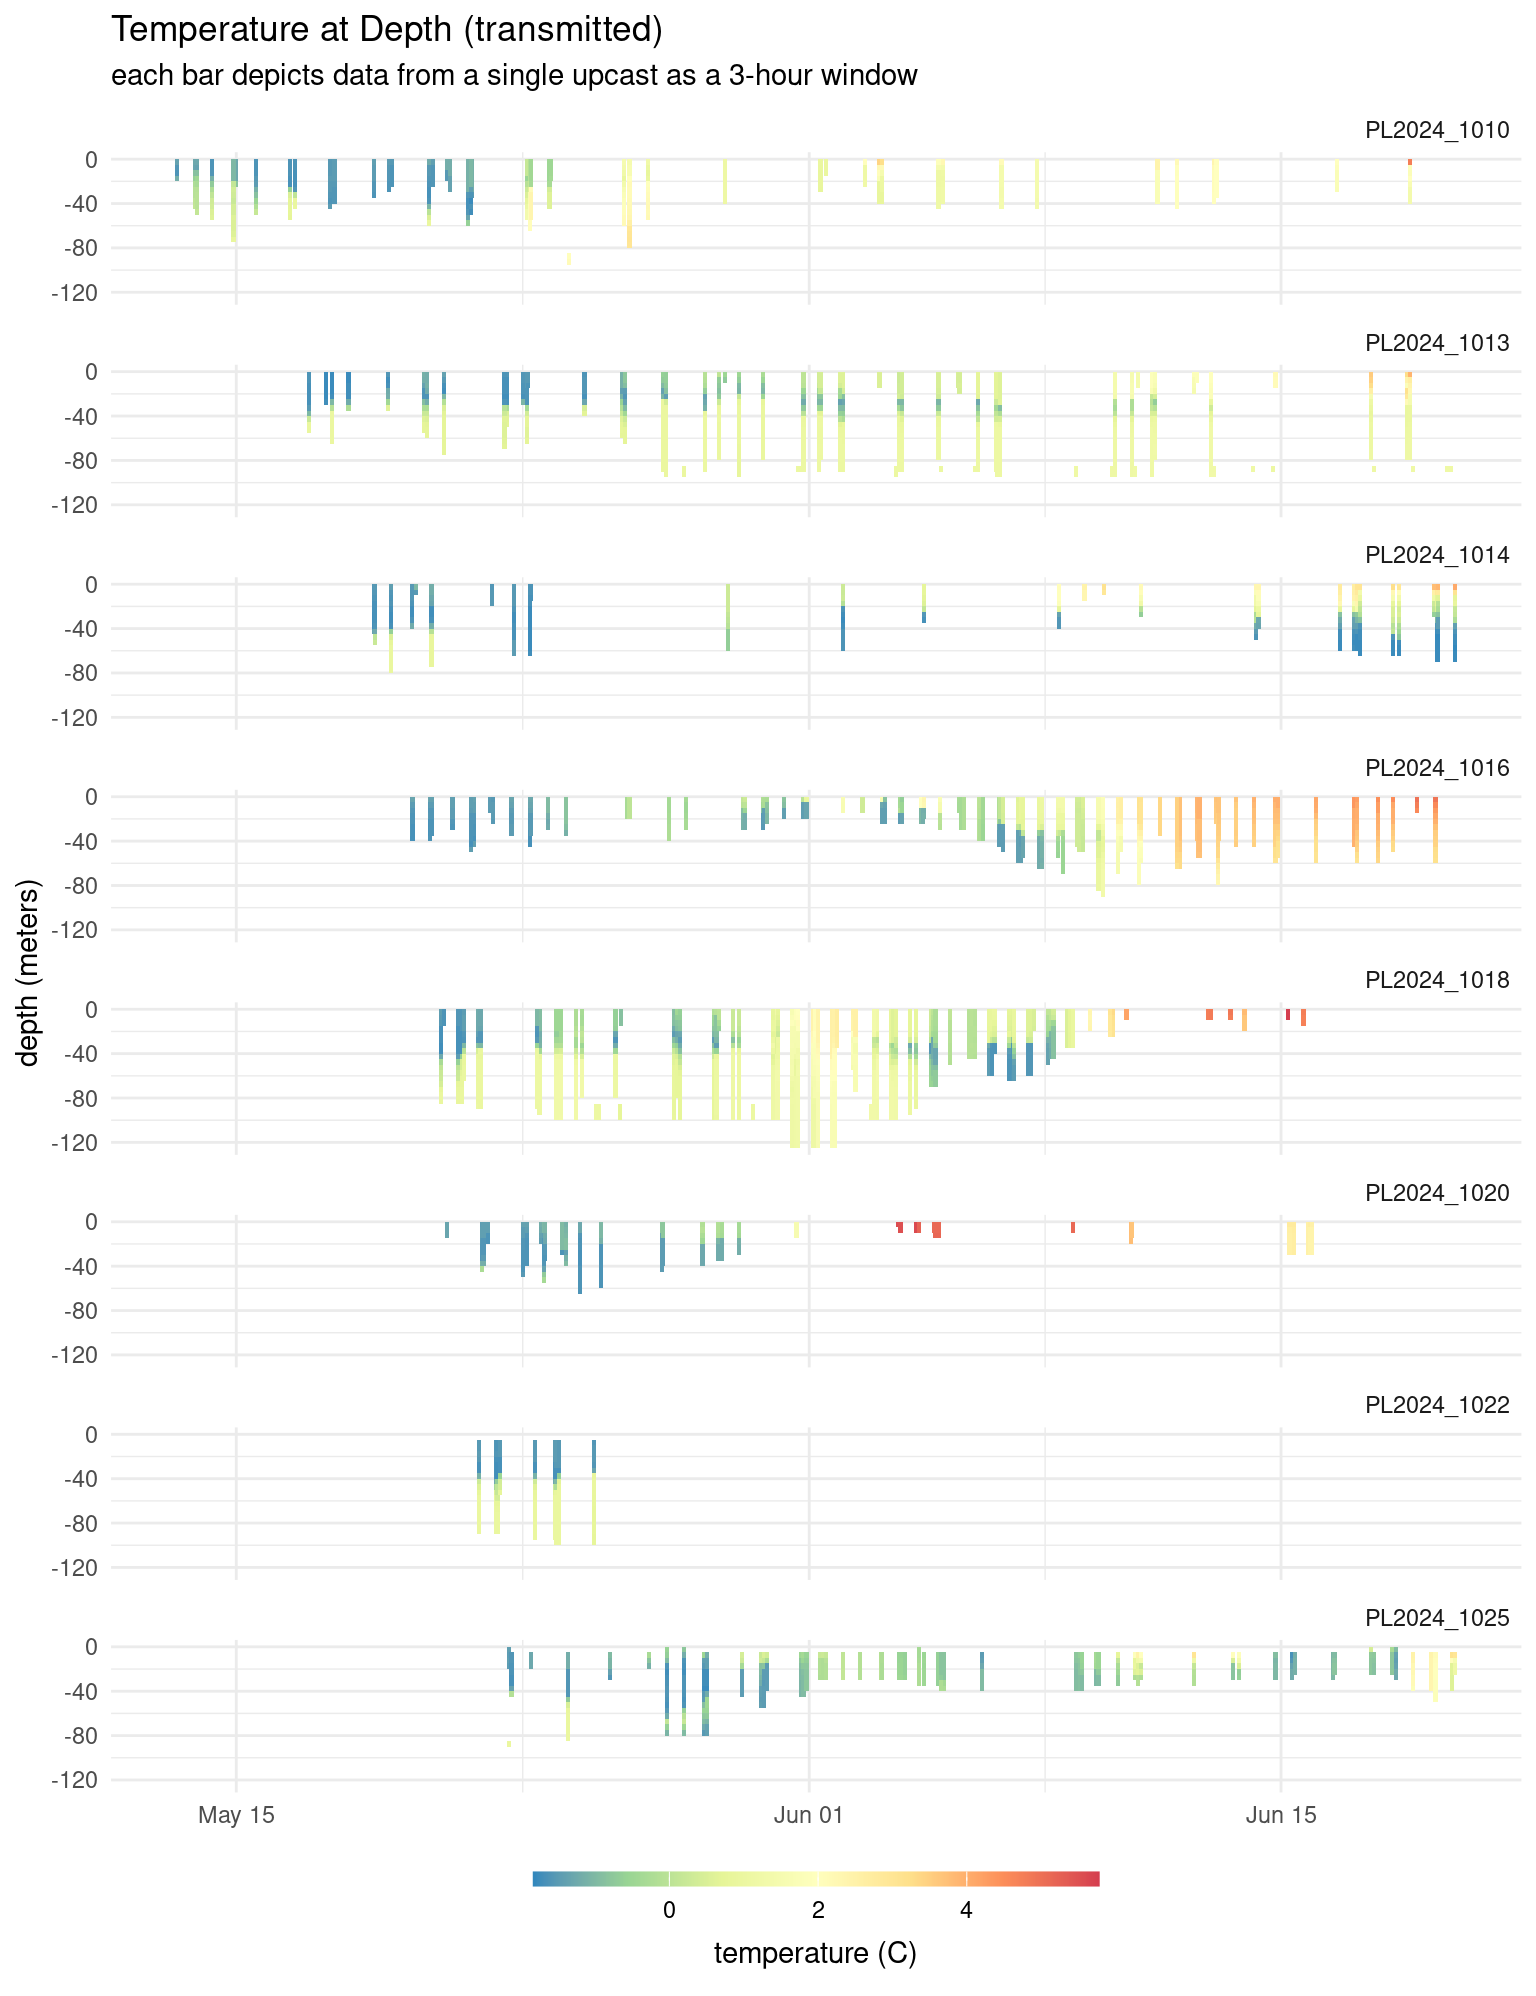 Temperature at Depth (transmitted)
each bar depicts data from a single upcast as a 3-hour window
PL2024_1010
0
-40
-80
-120
PL2024_1013
0
-40
-80
-120
PL2024_1014
0
-40
-80
-120
PL2024_1016
0
-40
-80
-120
depth (meters)
PL2024_1018
0
-40
-80
-120
PL2024_1020
0
-40
-80
-120
PL2024_1022
0
-40
-80
-120
PL2024_1025
0
-40
-80
-120
May 15 Jun 01 Jun 15
0 2 4
temperature (C)